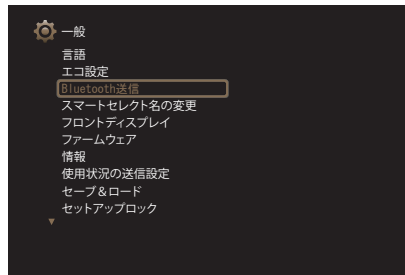 一般
言語
エコ設定
Bluetooth送信
スマートセレクト名の変更
フロントディスプレイ
ファームウェア
情報
使用状況の送信設定
セーブ＆ロード
セットアップロック